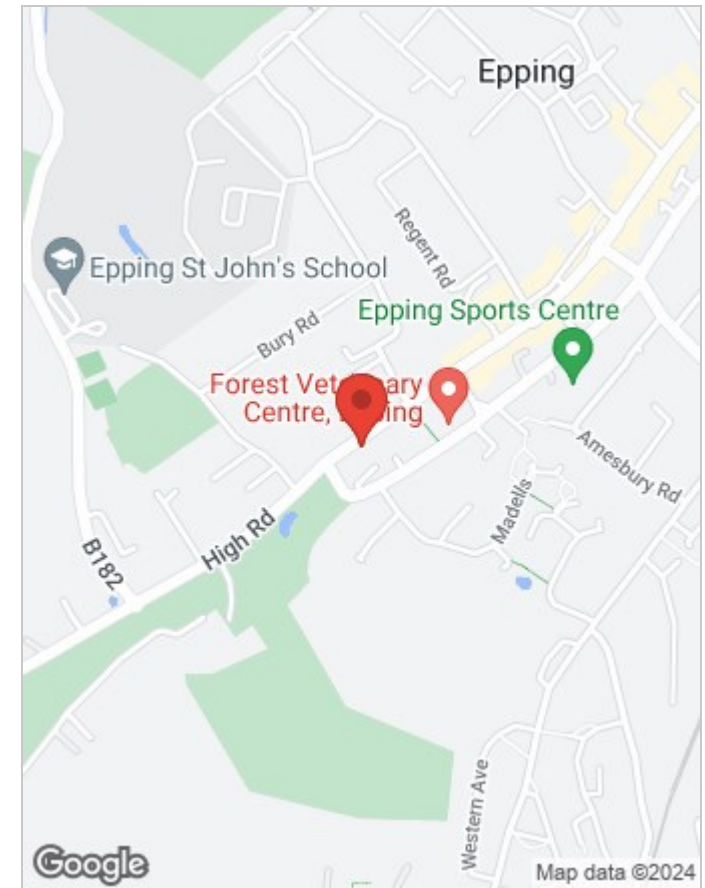 Epping
Regent Rd
Epping St John's School
Epping Sports Centre
Bury Rd
Forest Veterinary
Centre,
Amesbury Rd
Madells
High Rd
B182
Western Ave
Google
Map data ©2024